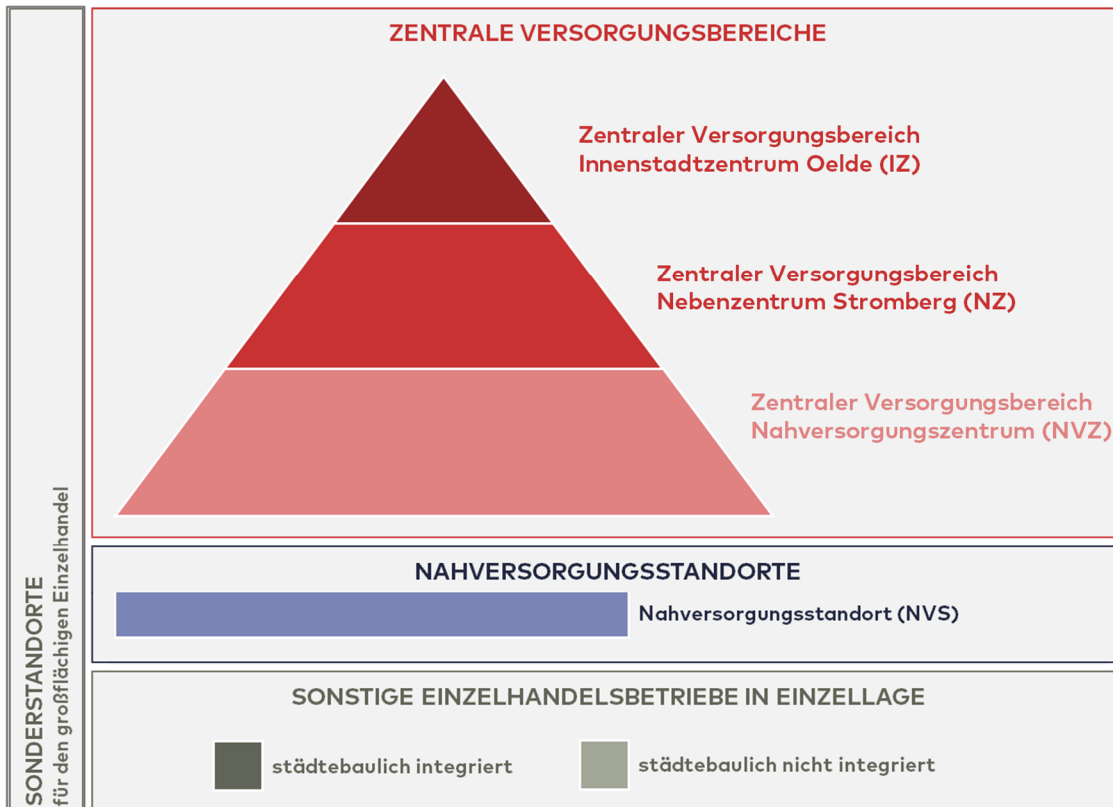 ZENTRALE VERSORGUNGSBEREICHE
Zentraler Versorgungsbereich
Innenstadtzentrum Oelde (IZ)
Zentraler Versorgungsbereich
Nebenzentrum Stromberg (NZ)
Zentraler Versorgungsbereich
Nahversorgungszentrum (NVZ)
NAHVERSORGUNGSSTANDORTE
Nahversorgungsstandort (NVS)
SONSTIGE EINZELHANDELSBETRIEBE IN EINZELLAGE
städtebaulich integriert
städtebaulich nicht integriert
SONDERSTANDORTE
für den großflächigen Einzelhandel